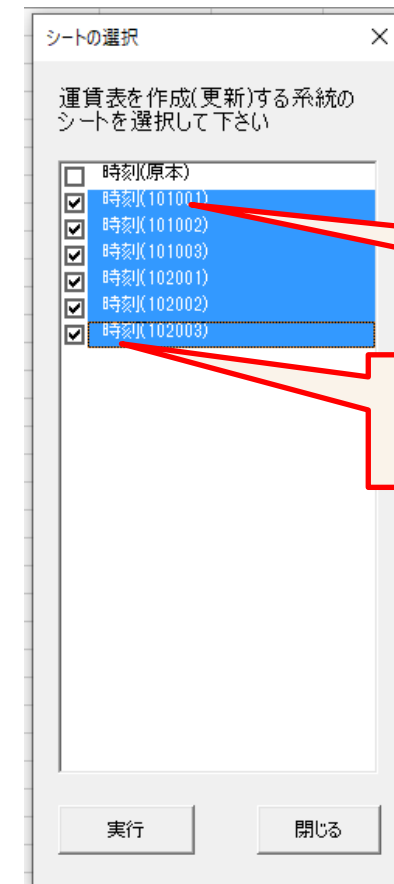 シートの選択
運賃表を作成(更新)する系統の
シートを選択して下さい
時刻(原本)
時刻(101001)
時刻(101002)
時刻(101003)
時刻(102001)
時刻(102002)
時刻(102003)
実行
閉じる